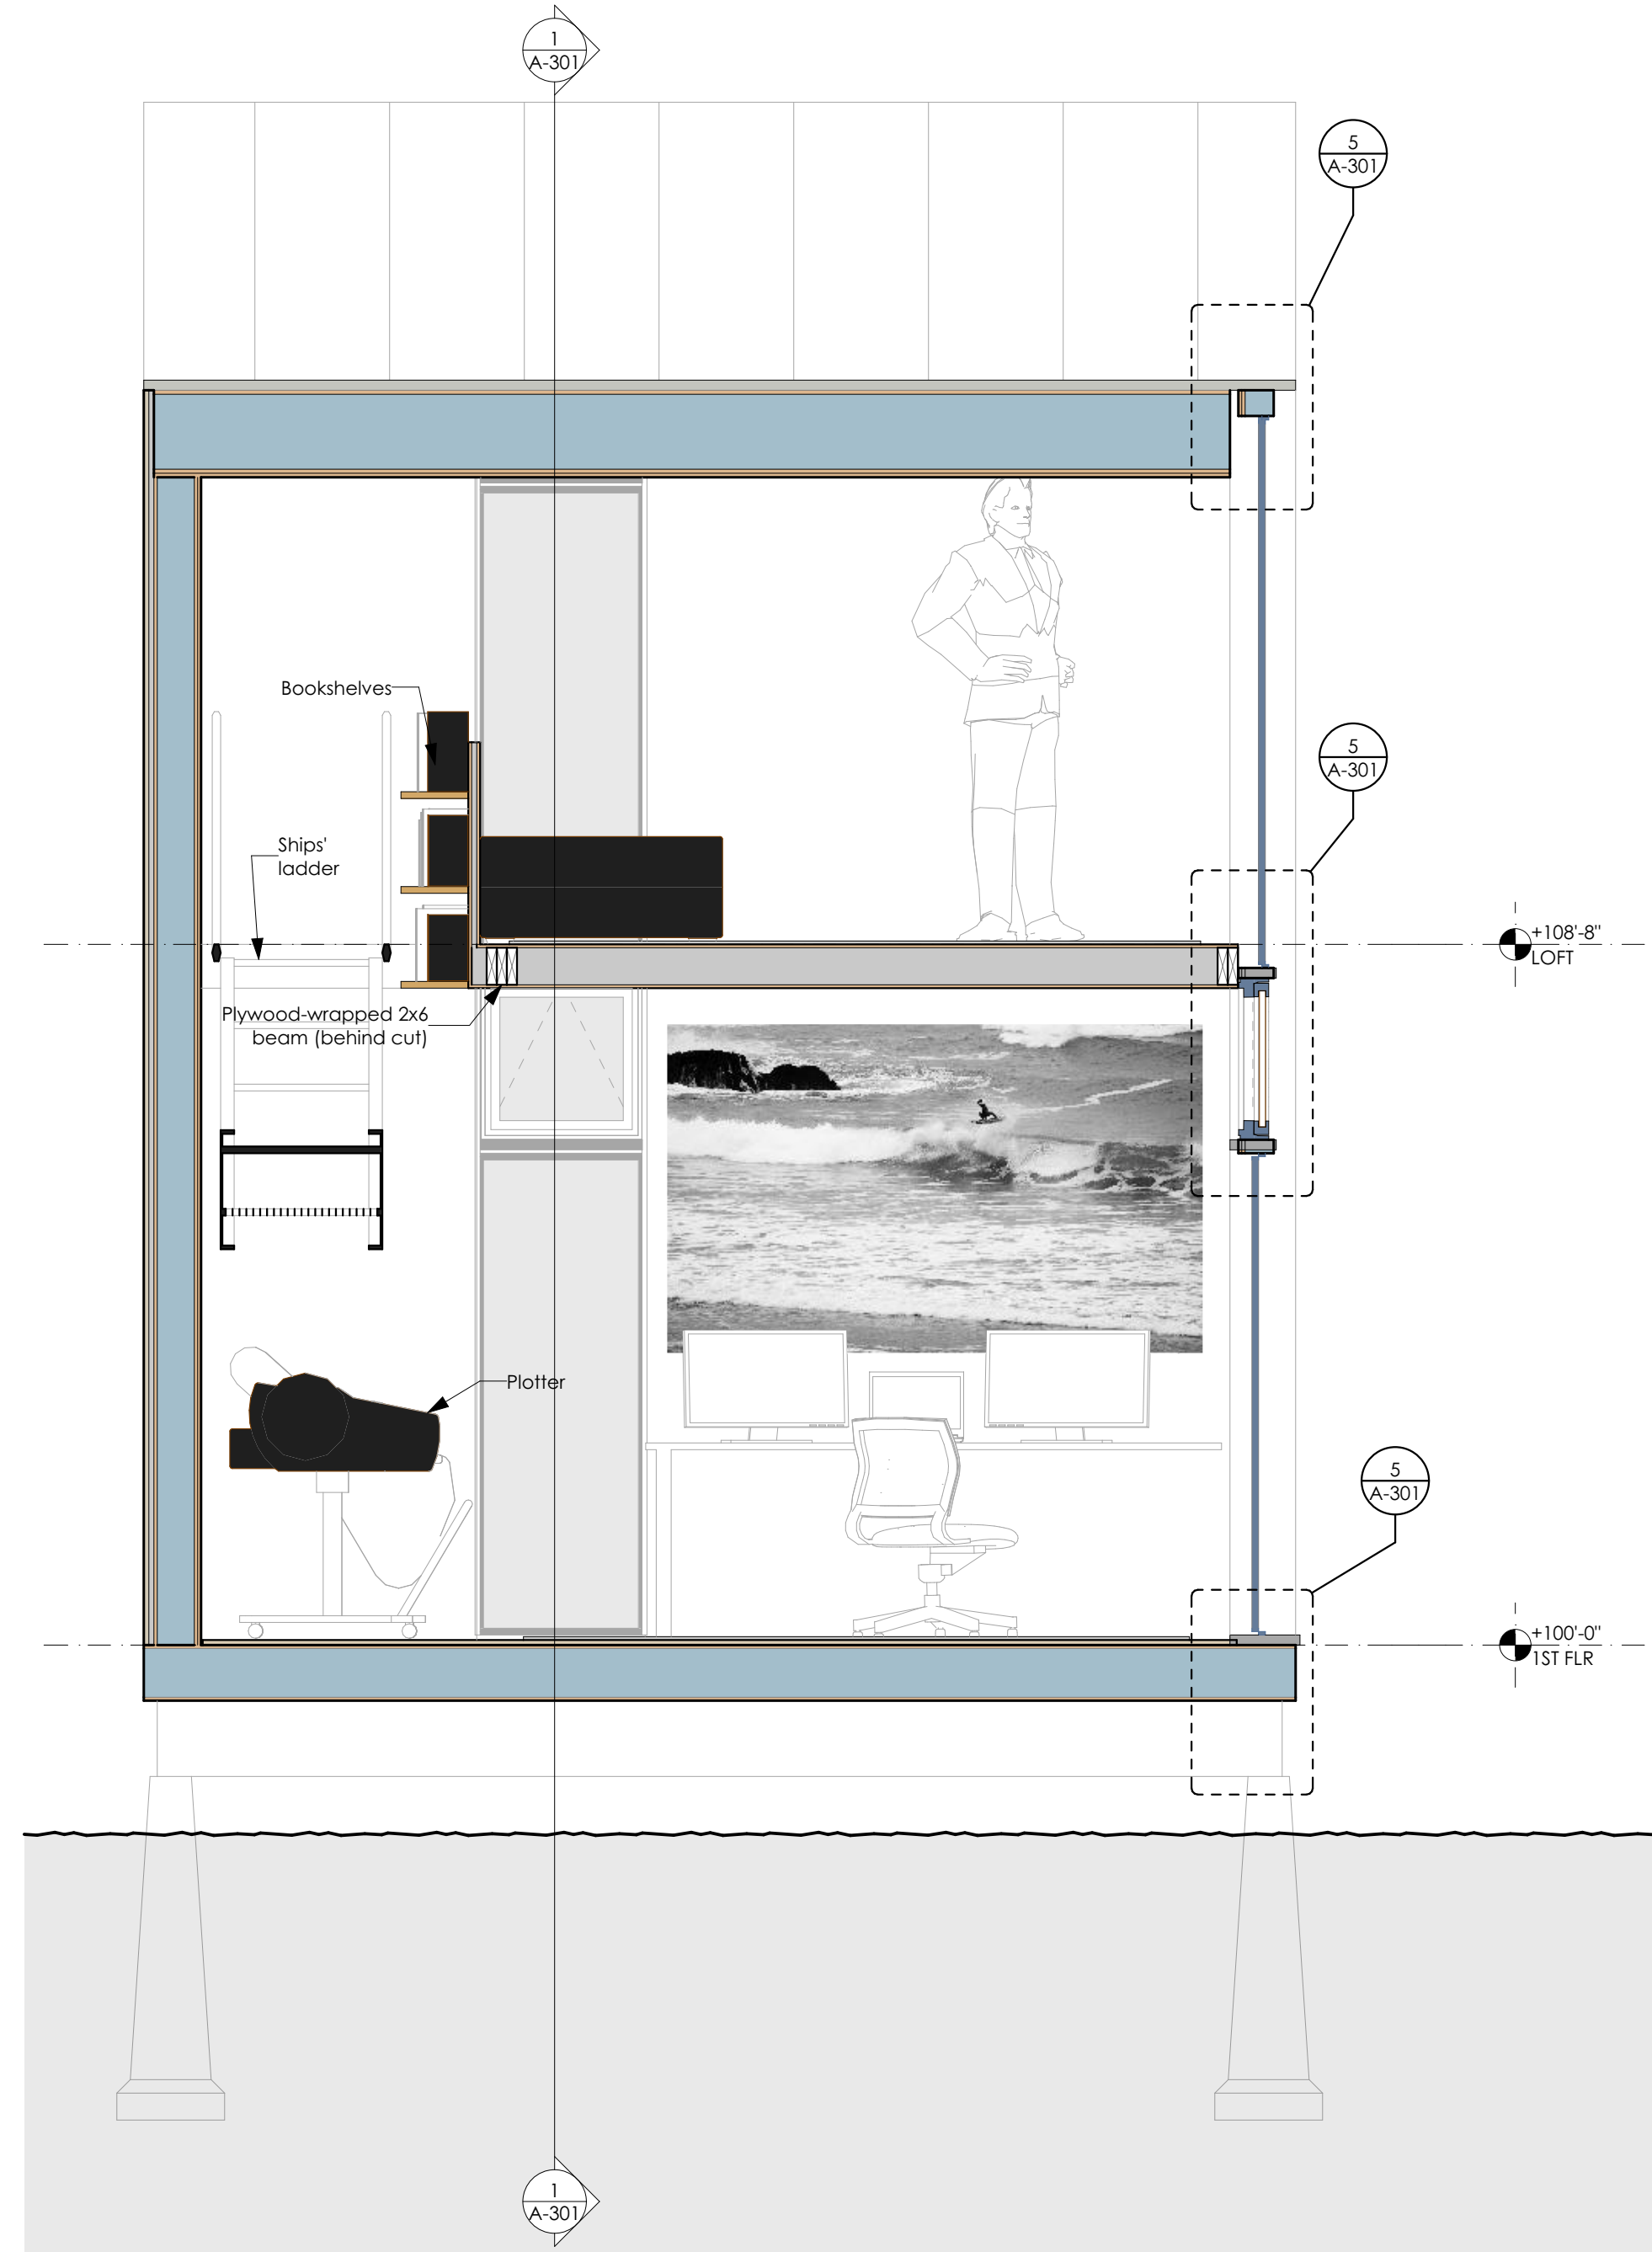 1
A-301
5
A-301
Bookshelves
5
A-301
Ships'
ladder
+108'-8"
LOFT
Plywood-wrapped 2x6
beam (behind cut)
Plotter
5
A-301
+100'-0"
1ST FLR
1
A-301